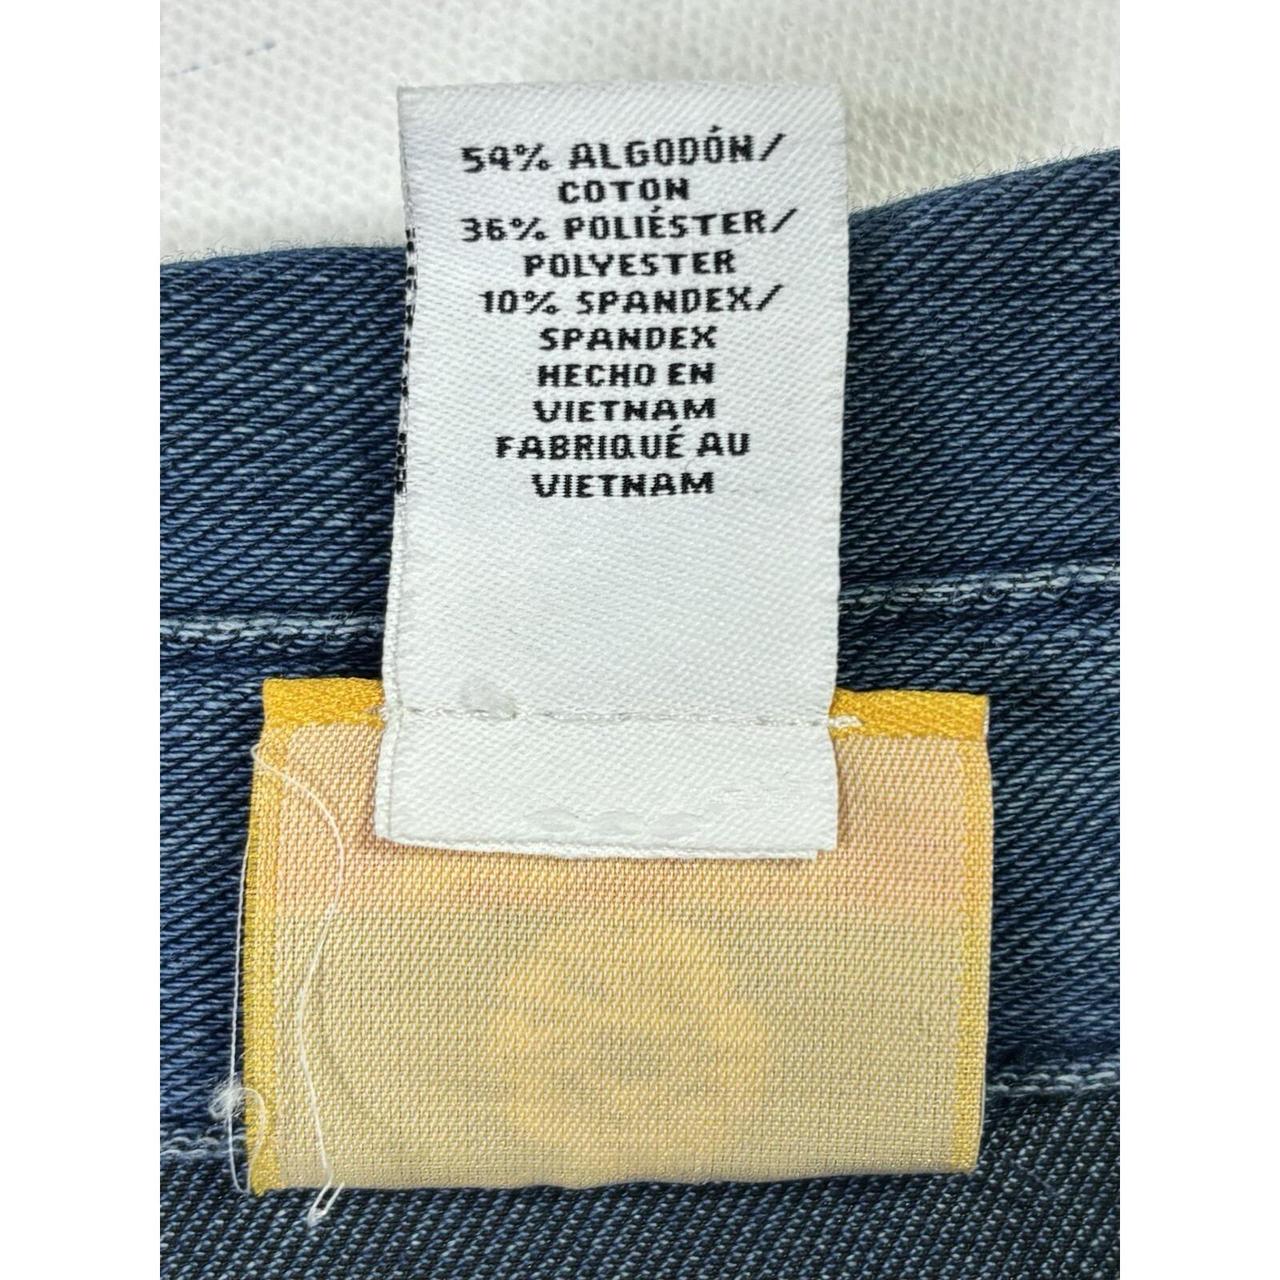 54% ALGODÓN/
COTON
36% POLIÉSTER/
POLYESTER
10% SPANDEX/
SPANDEX
HECHO EN
VIETNAM
FABRIQUÉ AU
VIETNAM